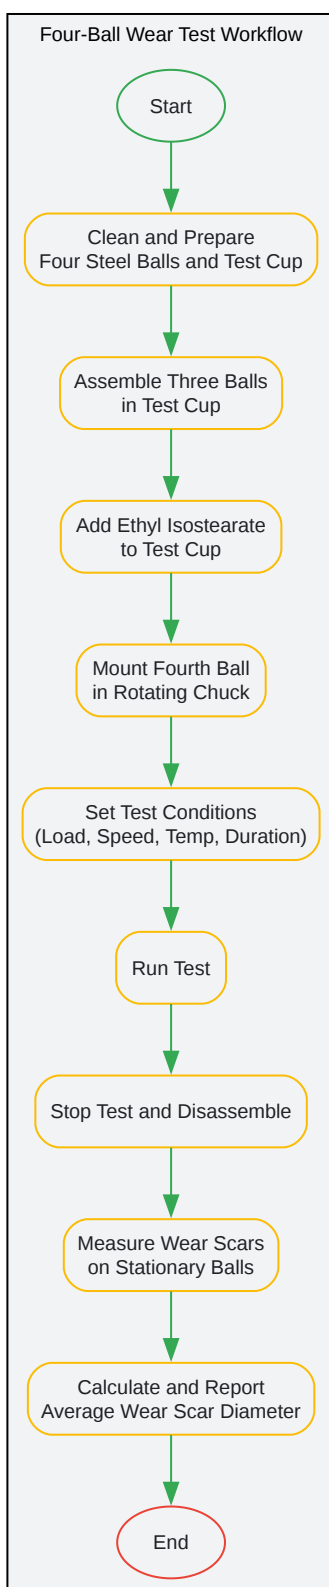 Four-Ball Wear Test Workflow
Start
Clean and Prepare
Four Steel Balls and Test Cup
Assemble Three Balls
in Test Cup
Add Ethyl Isostearate
to Test Cup
Mount Fourth Ball
in Rotating Chuck
Set Test Conditions
(Load, Speed, Temp, Duration)
Run Test
Stop Test and Disassemble
Measure Wear Scars
on Stationary Balls
Calculate and Report
Average Wear Scar Diameter
End